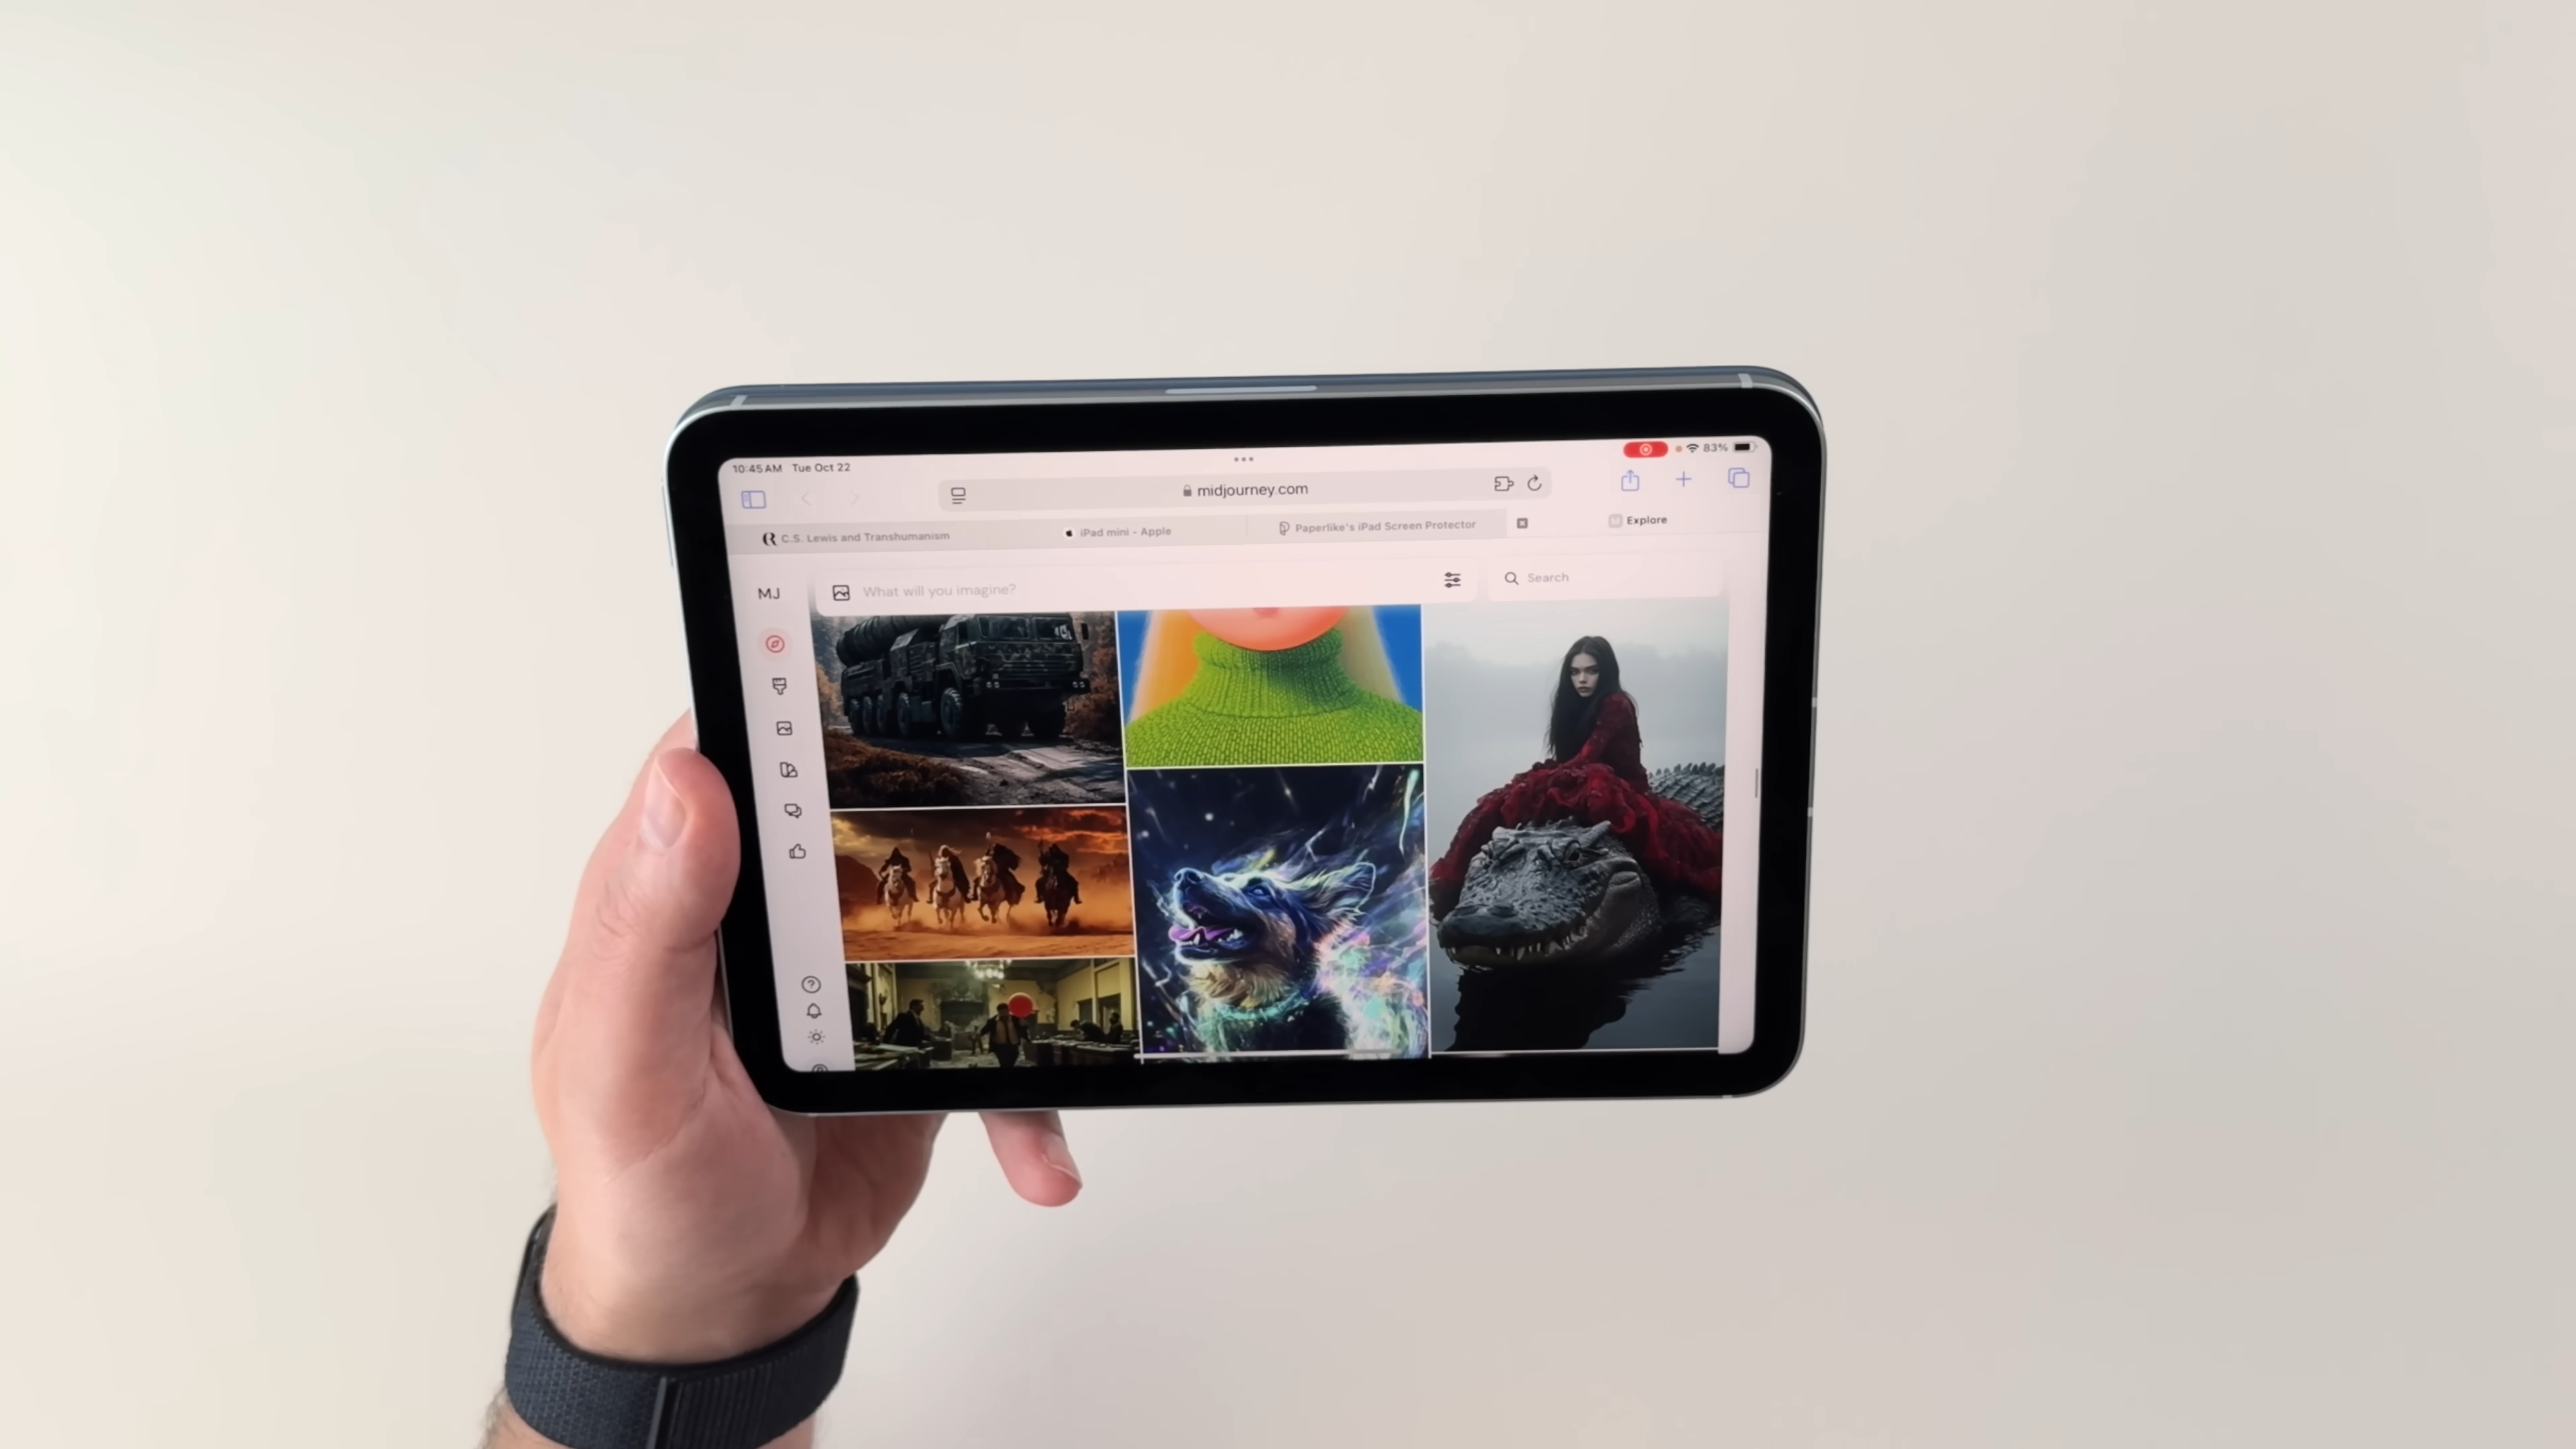 10:45 AM Tue Oct 22
83%
midjourney.com
C.S. Lewis and Transhumanism
iPad mini - Apple
Paperlike's iPad Screen Protector
Explore
MJ
What will you imagine?
Search